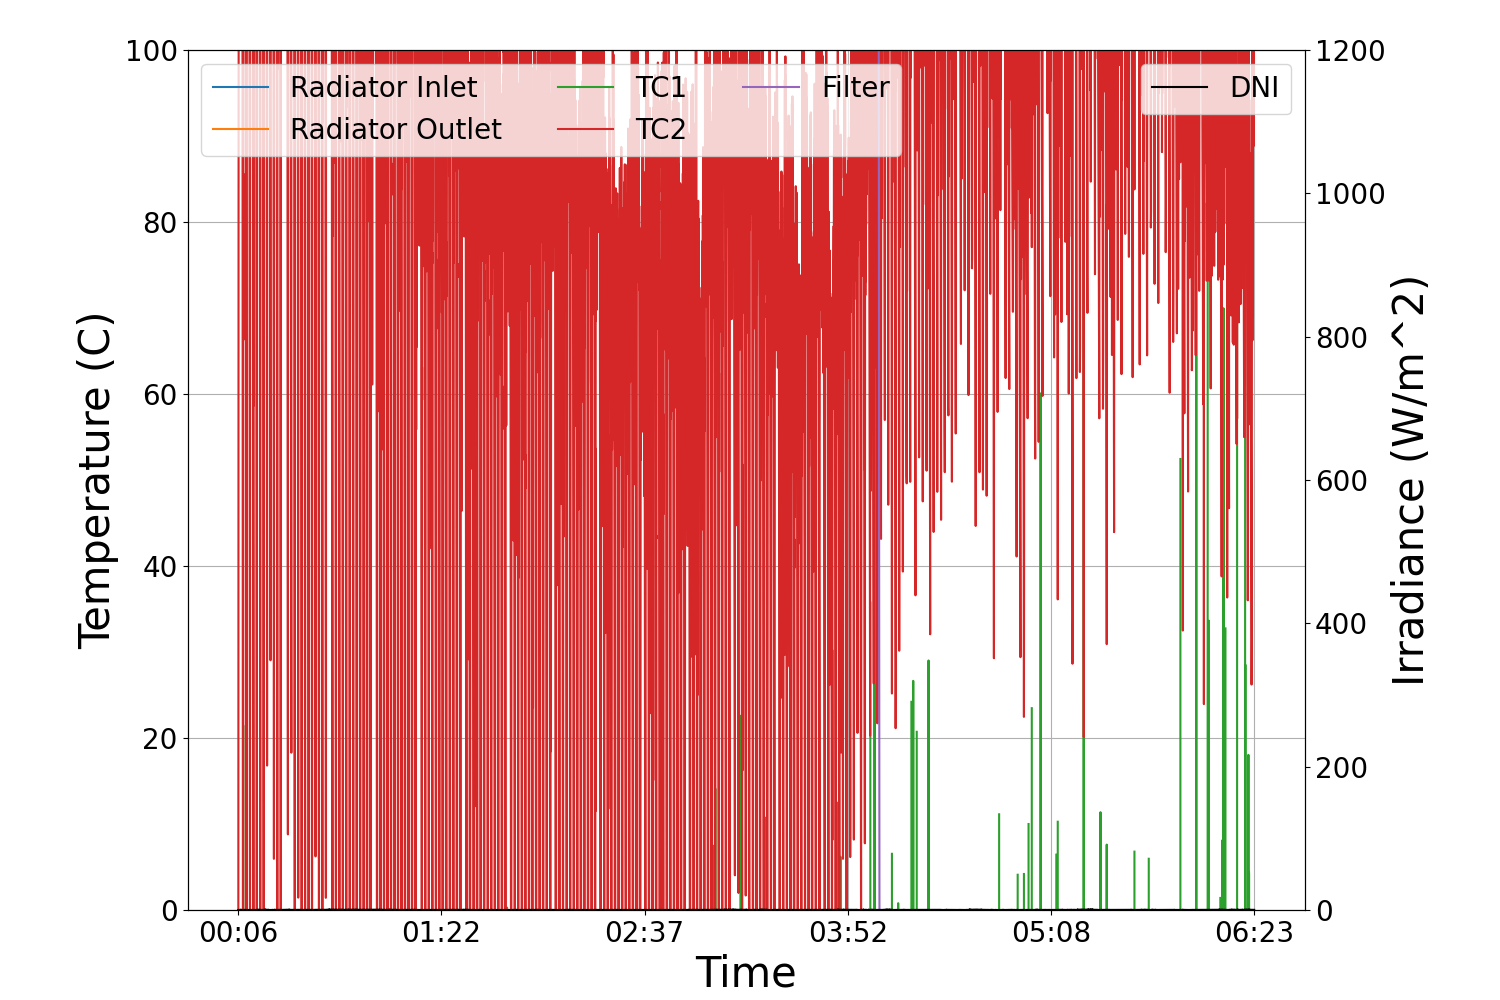 100
80
60
40
20
0
Temperature (C)
Radiator Inlet
Radiator Outlet
TC1
TC2
Filter
DNI
1200
1000
800
600
400
200
0
Irradiance (W/m^2)
00:06 01:22 02:37 03:52 05:08 06:23
Time